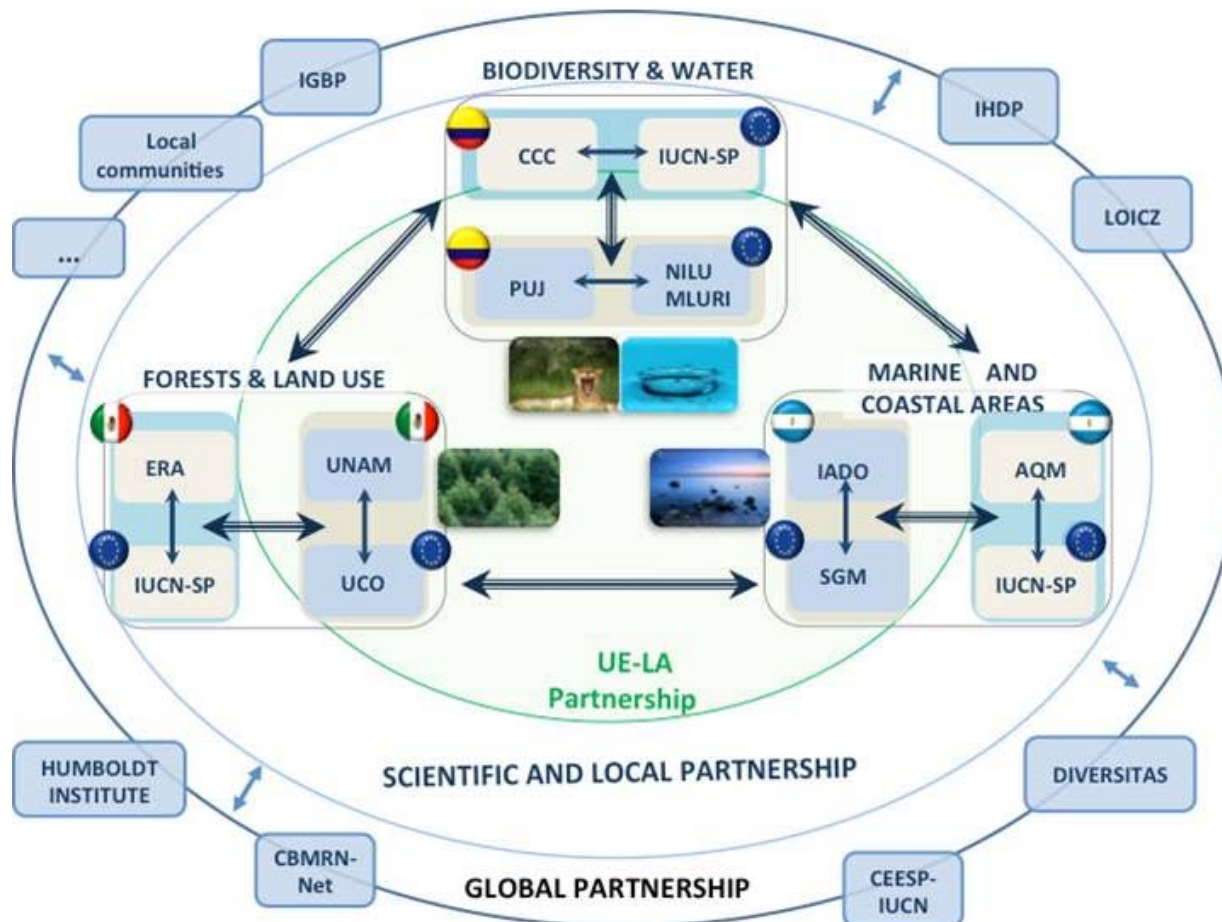 IGBP
BIODIVERSITY & WATER
IHDP
Local
communities
CCC
IUCN-SP
LOICZ
...
PUJ
NILU
MLURI
FORESTS & LAND USE
MARINE AND
COASTAL AREAS
ERA
UNAM
IADO
AQM
IUCN-SP
UCO
SGM
IUCN-SP
UE-LA
Partnership
HUMBOLDT
INSTITUTE
SCIENTIFIC AND LOCAL PARTNERSHIP
DIVERSITAS
CBMRN-
Net
GLOBAL PARTNERSHIP
CEESP-
IUCN